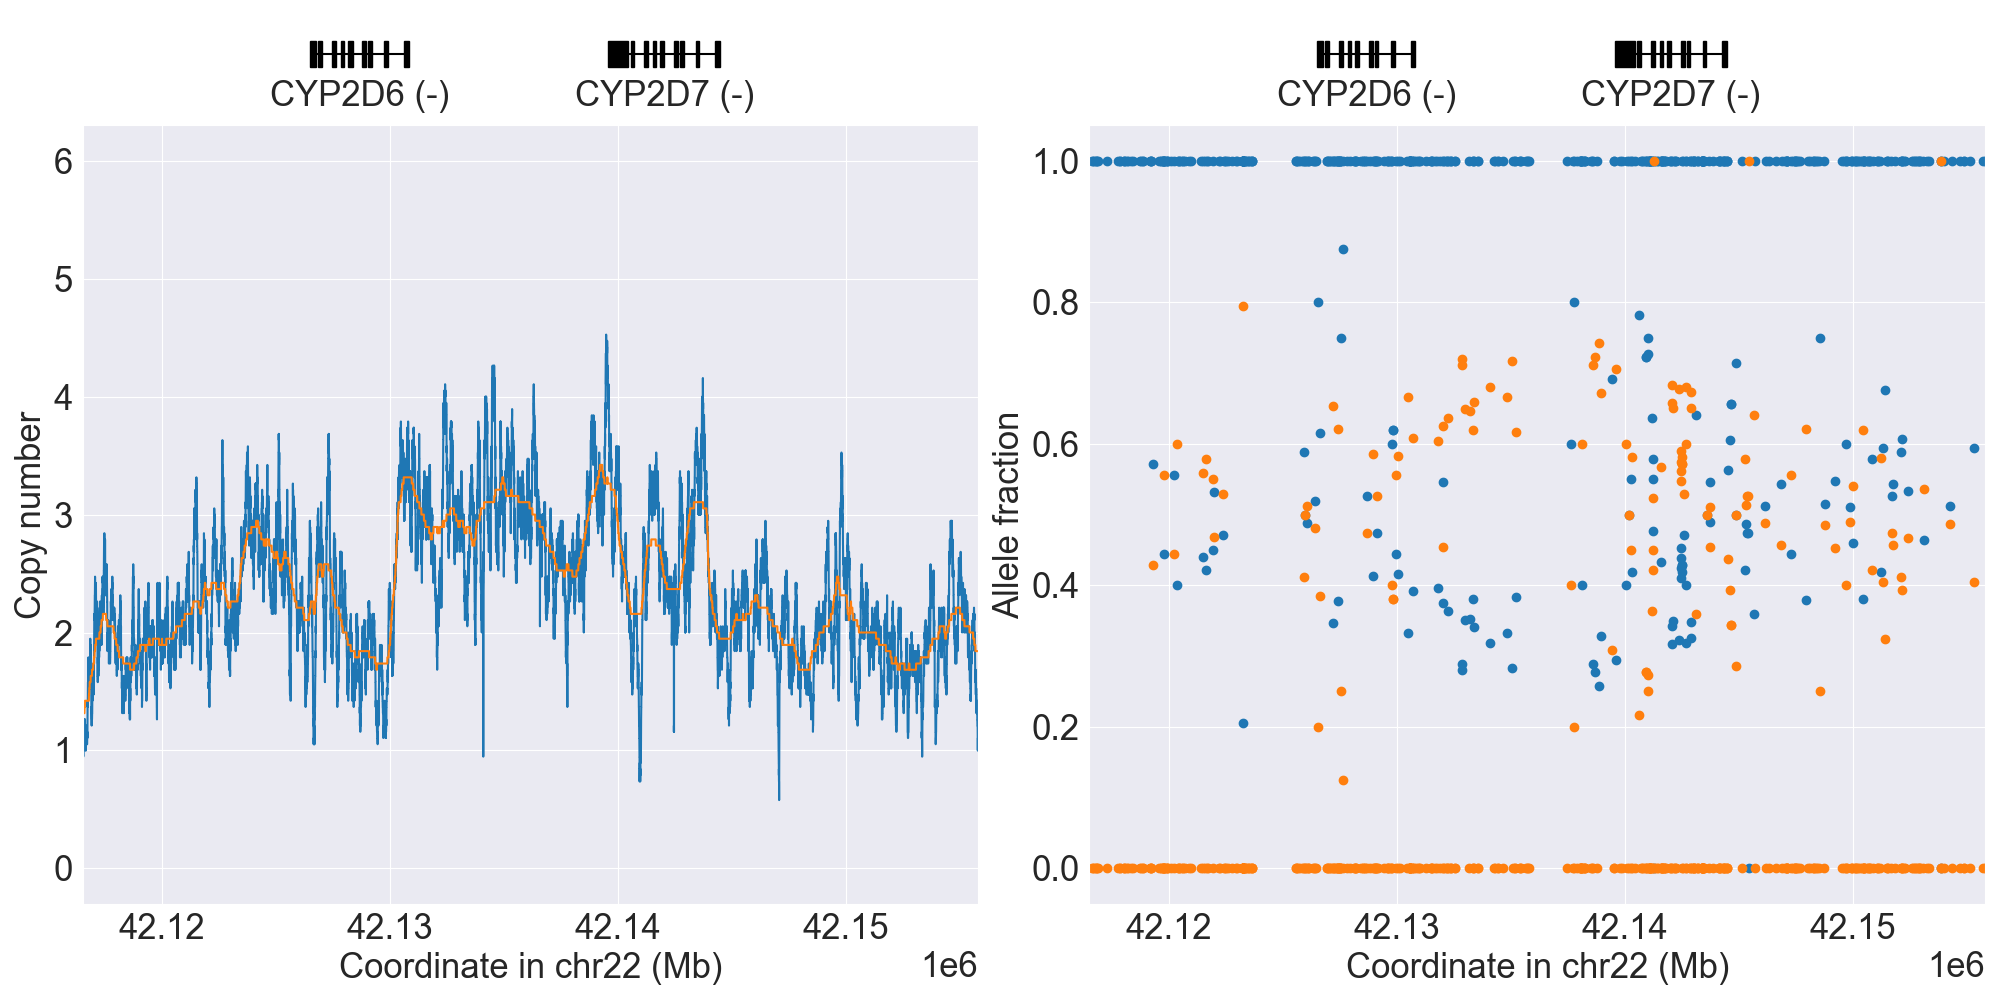 CYP2D6 (-) CYP2D7 (-)
6
5
4
3
2
1
0
Copy number
42.12 42.13 42.14 42.15
Coordinate in chr22 (Mb)
1e6
CYP2D6 (-) CYP2D7 (-)
1.0
0.8
0.6
0.4
0.2
0.0
Allele fraction
42.12 42.13 42.14 42.15
Coordinate in chr22 (Mb)
1e6